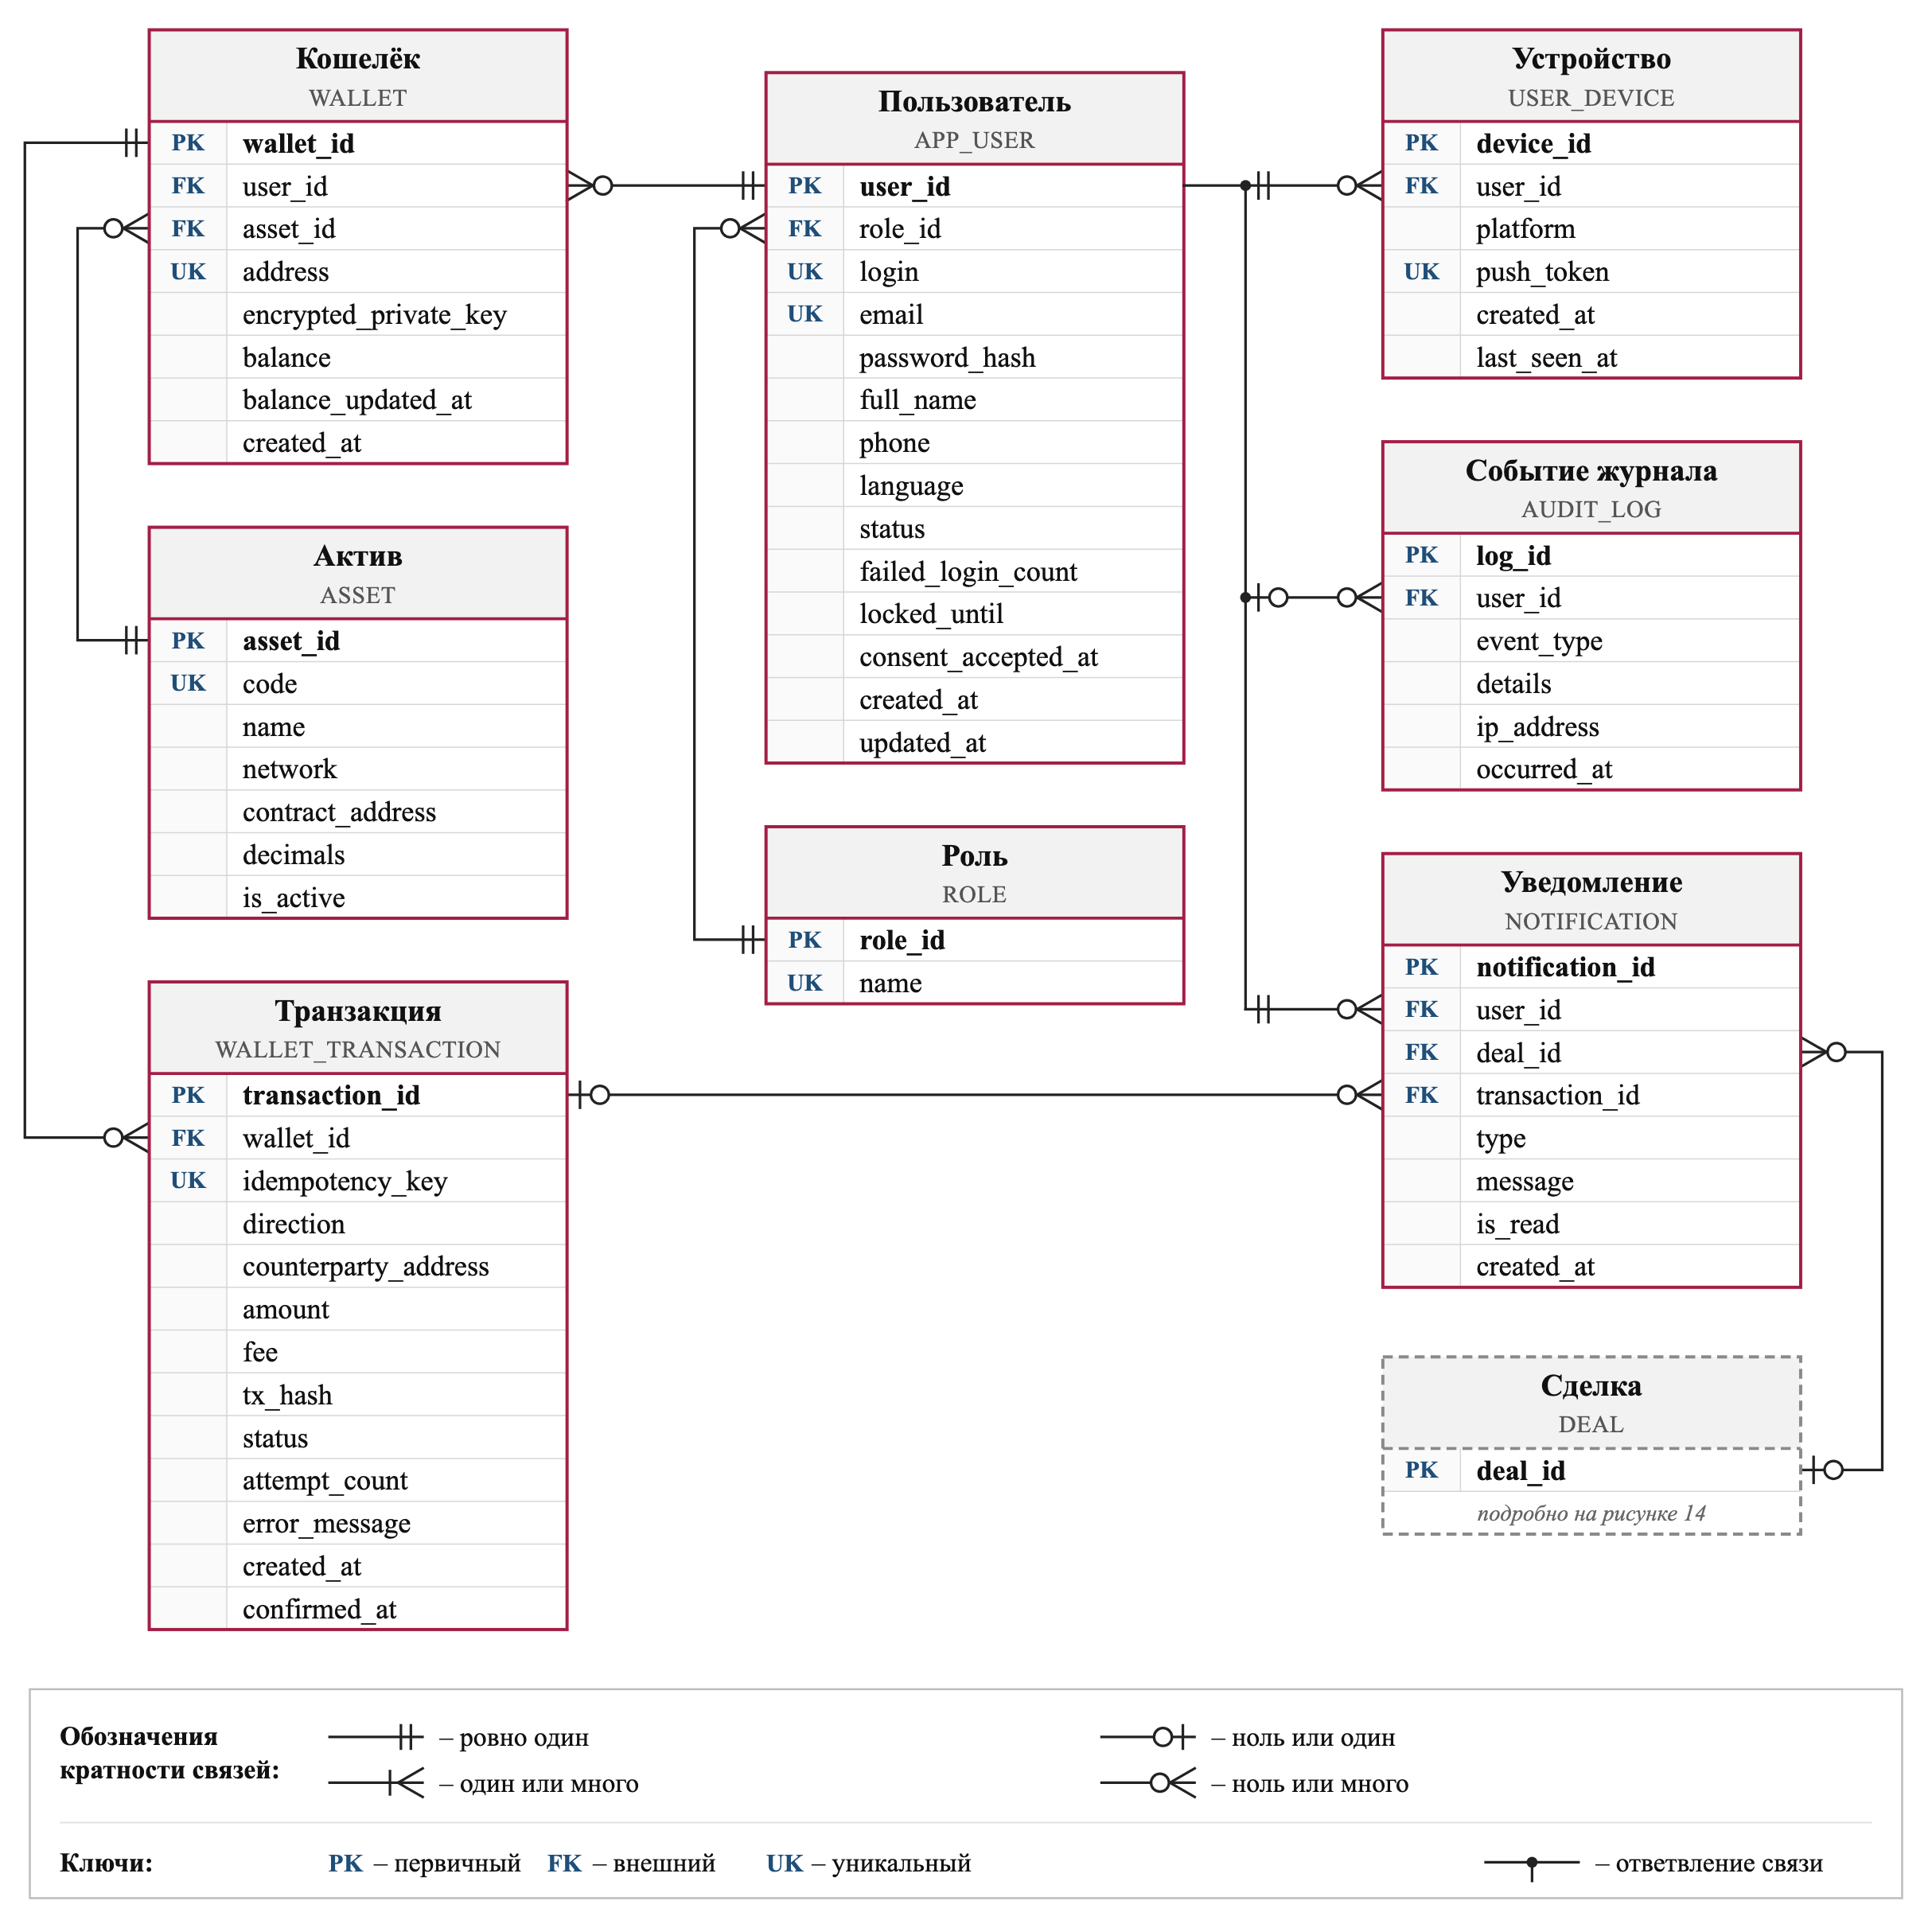 Кошелёк
WALLET
PK wallet_id
FK user_id
FK asset_id
UK address
encrypted_private_key
balance
balance_updated_at
created_at
Актив
ASSET
PK asset_id
UK code
name
network
contract_address
decimals
is_active
Транзакция
WALLET_TRANSACTION
PK transaction_id
FK wallet_id
UK idempotency_key
direction
counterparty_address
amount
fee
tx_hash
status
attempt_count
error_message
created_at
confirmed_at
Пользователь
APP_USER
PK user_id
FK role_id
UK login
UK email
password_hash
full_name
phone
language
status
failed_login_count
locked_until
consent_accepted_at
created_at
updated_at
Роль
ROLE
PK role_id
UK name
Устройство
USER_DEVICE
PK device_id
FK user_id
platform
UK push_token
created_at
last_seen_at
Событие журнала
AUDIT_LOG
PK log_id
FK user_id
event_type
details
ip_address
occurred_at
Уведомление
NOTIFICATION
PK notification_id
FK user_id
FK deal_id
FK transaction_id
type
message
is_read
created_at
Сделка
DEAL
PK deal_id
подробно на рисунке 14
Обозначения
кратности связей:
– ровно один
– ноль или один
– один или много
– ноль или много
Ключи: PK – первичный FK – внешний UK – уникальный – ответвление связи